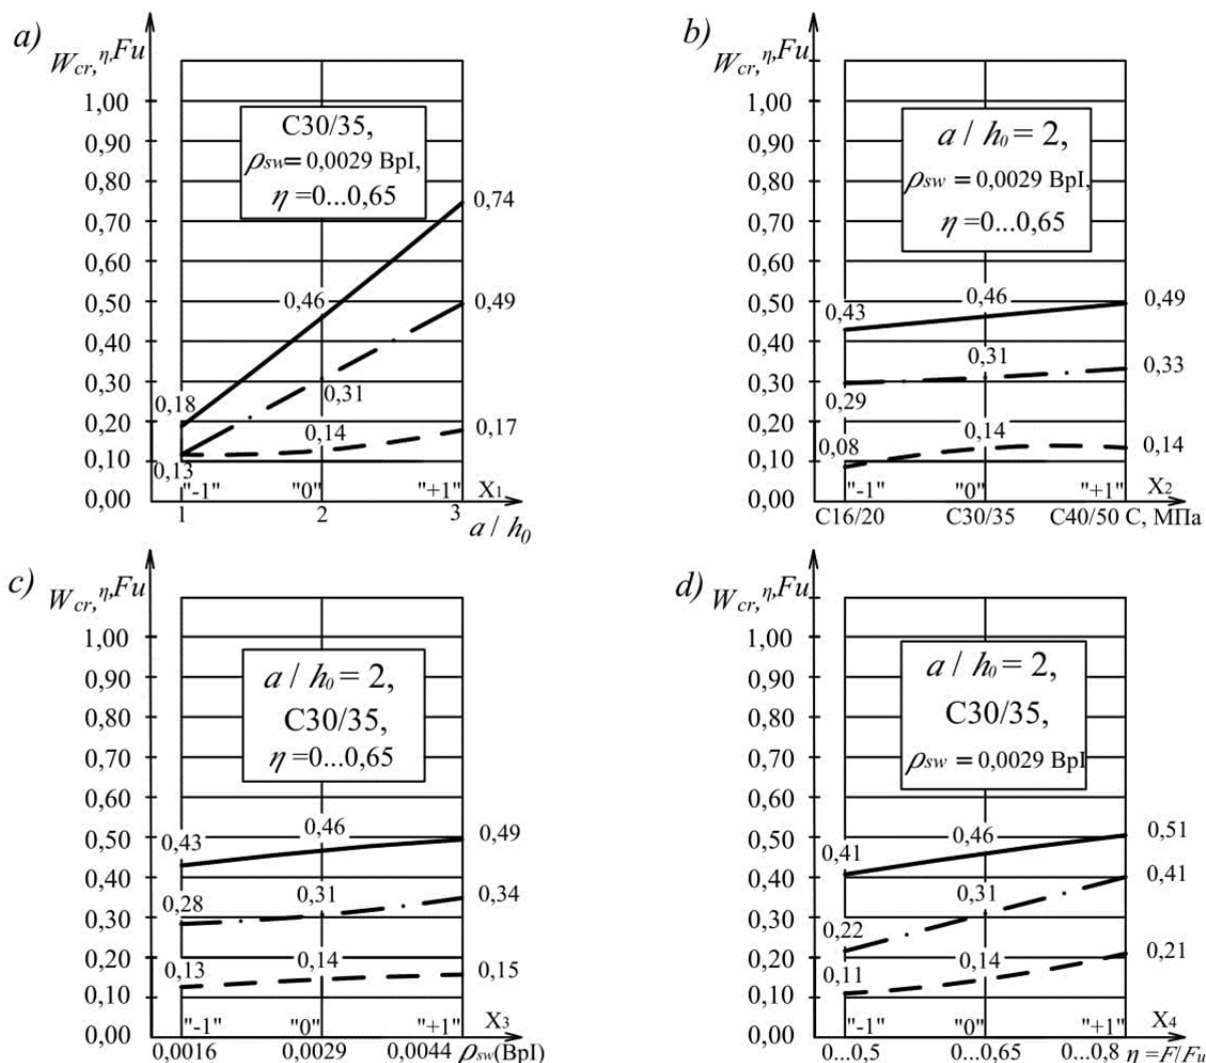 a)
W_cr,^η,Fu
1,00
0,90
0,80
0,70
0,60
0,50
0,40
0,30
0,20
0,10
0,00
C30/35,
ρsw= 0,0029 BpI,
η =0...0,65
0,74
0,46
0,49
0,31
0,18
0,14
0,17
0,13
"-1" "0" "+1" X₁
1 2 3 a / h₀
b)
W_cr,^η,Fu
1,00
0,90
0,80
0,70
0,60
0,50
0,40
0,30
0,20
0,10
0,00
a / h₀ = 2,
ρsw = 0,0029 BpI,
η =0...0,65
0,43 0,46 0,49
0,29 0,31 0,33
0,08 0,14 0,14
"-1" "0" "+1" X₂
C16/20 C30/35 C40/50 C, МПа
c)
W_cr,^η,Fu
1,00
0,90
0,80
0,70
0,60
0,50
0,40
0,30
0,20
0,10
0,00
a / h₀ = 2,
C30/35,
η =0...0,65
0,43 0,46 0,49
0,28 0,31 0,34
0,13 0,14 0,15
"-1" "0" "+1" X₃
0,0016 0,0029 0,0044 ρsw(BpI)
d)
W_cr,^η,Fu
1,00
0,90
0,80
0,70
0,60
0,50
0,40
0,30
0,20
0,10
0,00
a / h₀ = 2,
C30/35,
ρsw = 0,0029 BpI
0,41 0,46 0,51
0,22 0,31 0,41
0,11 0,14 0,21
"-1" "0" "+1" X₄
0...0,5 0...0,65 0...0,8 η =F/Fu